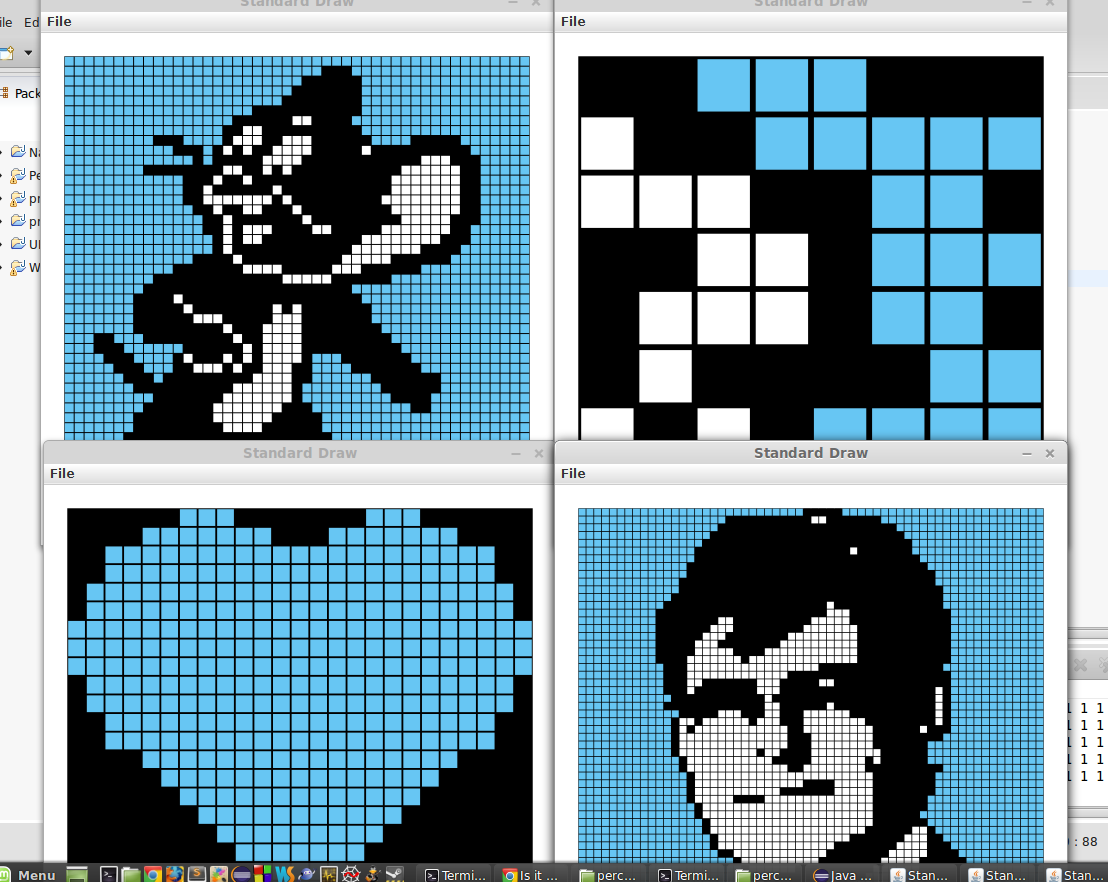 Standard Draw
Standard Draw
ile Ed
File
File
Pack
Na
Pe
pr
pr
UI
W
Standard Draw
Standard Draw
File
File
1 1 1
1 1
1 1
1 1
1 1
: 88
Menu
Termi...
Is it ...
perc...
Termi...
perc...
Java ...
Stan...
Stan...
Stan...